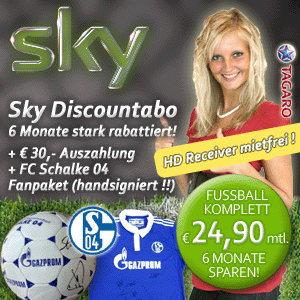 sky
TAGARO
Sky Discountabo
6 Monate stark rabattiert!
+ € 30,- Auszahlung
+ FC Schalke 04
Fanpaket (handsigniert !!)
HD Receiver mietfrei !
FUSSBALL
KOMPLETT
€ 24,90 mtl.
6 MONATE
SPAREN!
S
04
GAZPROM
GAZPROM